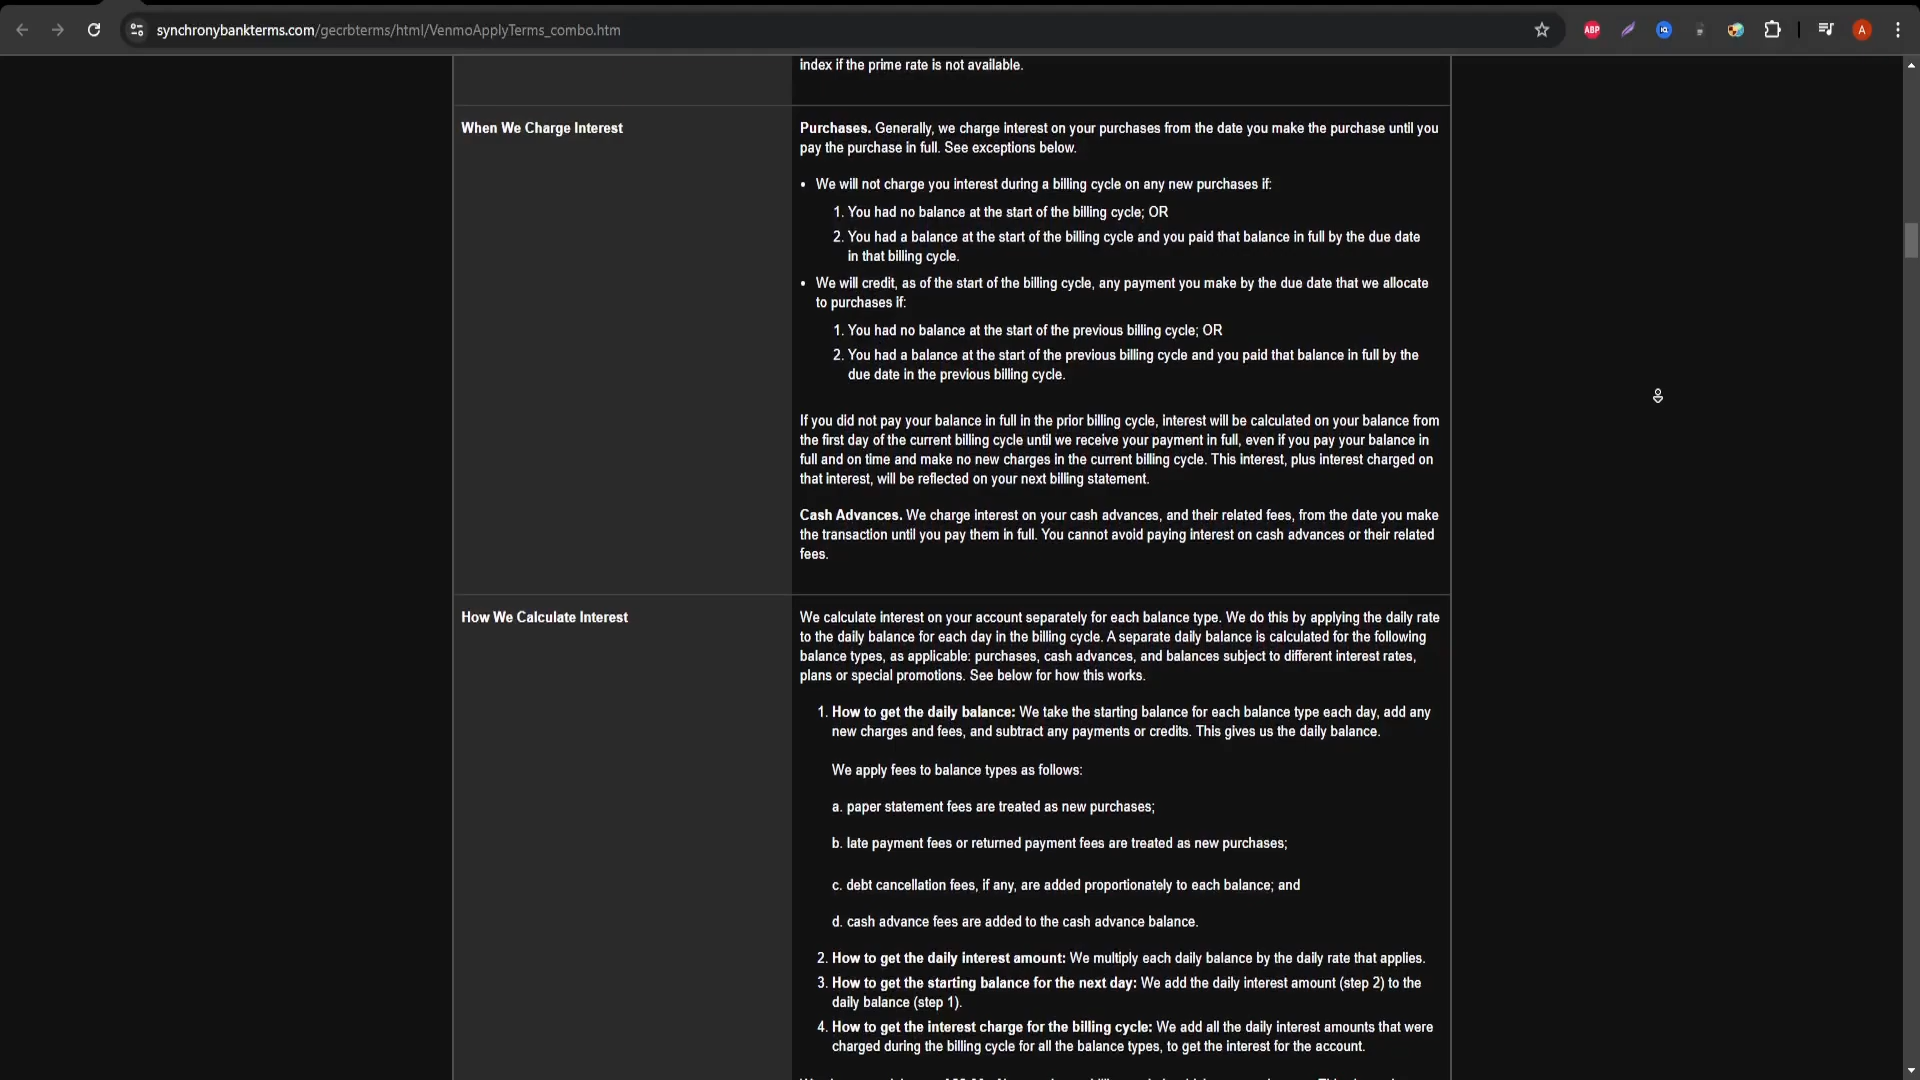 synchronybankterms.com/gecrbterms/html/VenmoApplyTerms_combo.htm
ABP
A
index if the prime rate is not available.
When We Charge Interest
Purchases. Generally, we charge interest on your purchases from the date you make the purchase until you
pay the purchase in full. See exceptions below.
• We will not charge you interest during a billing cycle on any new purchases if:
1. You had no balance at the start of the billing cycle; OR
2. You had a balance at the start of the billing cycle and you paid that balance in full by the due date
in that billing cycle.
• We will credit, as of the start of the billing cycle, any payment you make by the due date that we allocate
to purchases if:
1. You had no balance at the start of the previous billing cycle; OR
2. You had a balance at the start of the previous billing cycle and you paid that balance in full by the
due date in the previous billing cycle.
If you did not pay your balance in full in the prior billing cycle, interest will be calculated on your balance from
the first day of the current billing cycle until we receive your payment in full, even if you pay your balance in
full and on time and make no new charges in the current billing cycle. This interest, plus interest charged on
that interest, will be reflected on your next billing statement.
Cash Advances. We charge interest on your cash advances, and their related fees, from the date you make
the transaction until you pay them in full. You cannot avoid paying interest on cash advances or their related
fees.
How We Calculate Interest
We calculate interest on your account separately for each balance type. We do this by applying the daily rate
to the daily balance for each day in the billing cycle. A separate daily balance is calculated for the following
balance types, as applicable: purchases, cash advances, and balances subject to different interest rates,
plans or special promotions. See below for how this works.
1. How to get the daily balance: We take the starting balance for each balance type each day, add any
new charges and fees, and subtract any payments or credits. This gives us the daily balance.
We apply fees to balance types as follows:
a. paper statement fees are treated as new purchases;
b. late payment fees or returned payment fees are treated as new purchases;
c. debt cancellation fees, if any, are added proportionately to each balance; and
d. cash advance fees are added to the cash advance balance.
2. How to get the daily interest amount: We multiply each daily balance by the daily rate that applies.
3. How to get the starting balance for the next day: We add the daily interest amount (step 2) to the
daily balance (step 1).
4. How to get the interest charge for the billing cycle: We add all the daily interest amounts that were
charged during the billing cycle for all the balance types, to get the interest for the account.